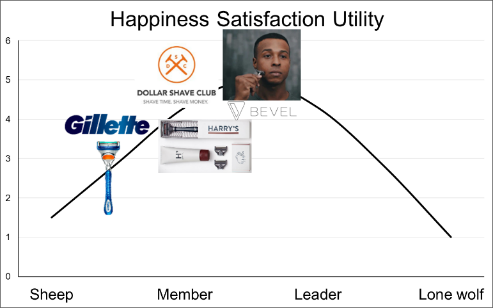 Happiness Satisfaction Utility
6
5
4
3
2
1
0
D S C
DOLLAR SHAVE CLUB
SHAVE TIME. SHAVE MONEY.
BEVEL
Gillette
HARRY'S
H'
Sheep
Member
Leader
Lone wolf